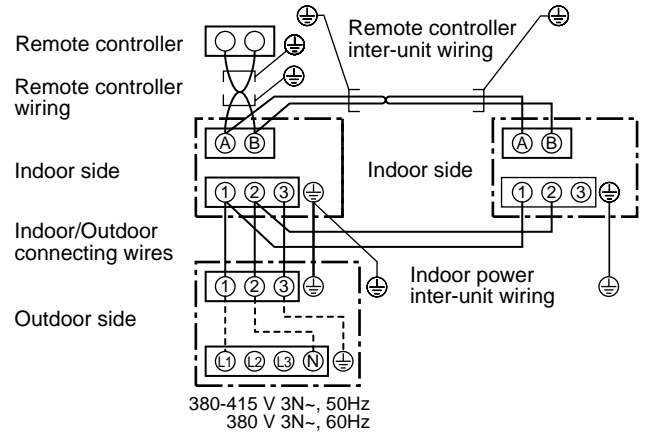 Remote controller
Remote controller
inter-unit wiring
Remote controller
wiring
A B
A B
Indoor side
Indoor side
1 2 3
1 2 3
Indoor/Outdoor
connecting wires
Indoor power
inter-unit wiring
1 2 3
Outdoor side
L1 L2 L3 N
380-415 V 3N~, 50Hz
380 V 3N~, 60Hz